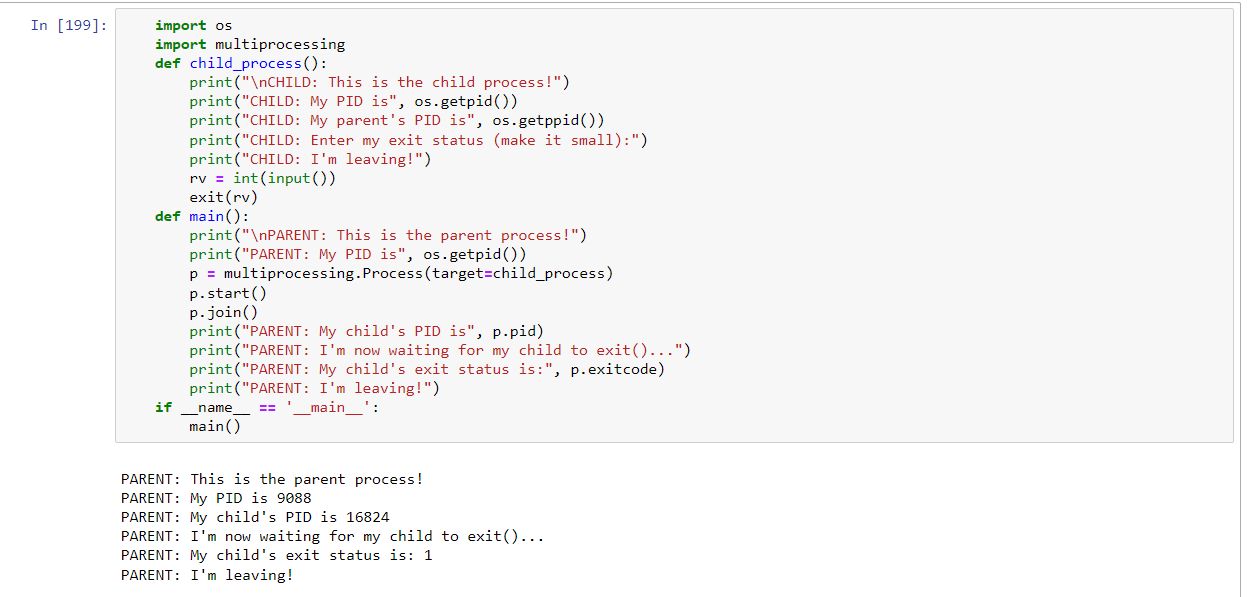 In [199]:
import os
import multiprocessing
def child_process():
    print("\nCHILD: This is the child process!")
    print("CHILD: My PID is", os.getpid())
    print("CHILD: My parent's PID is", os.getppid())
    print("CHILD: Enter my exit status (make it small):")
    print("CHILD: I'm leaving!")
    rv = int(input())
    exit(rv)
def main():
    print("\nPARENT: This is the parent process!")
    print("PARENT: My PID is", os.getpid())
    p = multiprocessing.Process(target=child_process)
    p.start()
    p.join()
    print("PARENT: My child's PID is", p.pid)
    print("PARENT: I'm now waiting for my child to exit()...")
    print("PARENT: My child's exit status is:", p.exitcode)
    print("PARENT: I'm leaving!")
if __name__ == '__main__':
    main()
PARENT: This is the parent process!
PARENT: My PID is 9088
PARENT: My child's PID is 16824
PARENT: I'm now waiting for my child to exit()...
PARENT: My child's exit status is: 1
PARENT: I'm leaving!